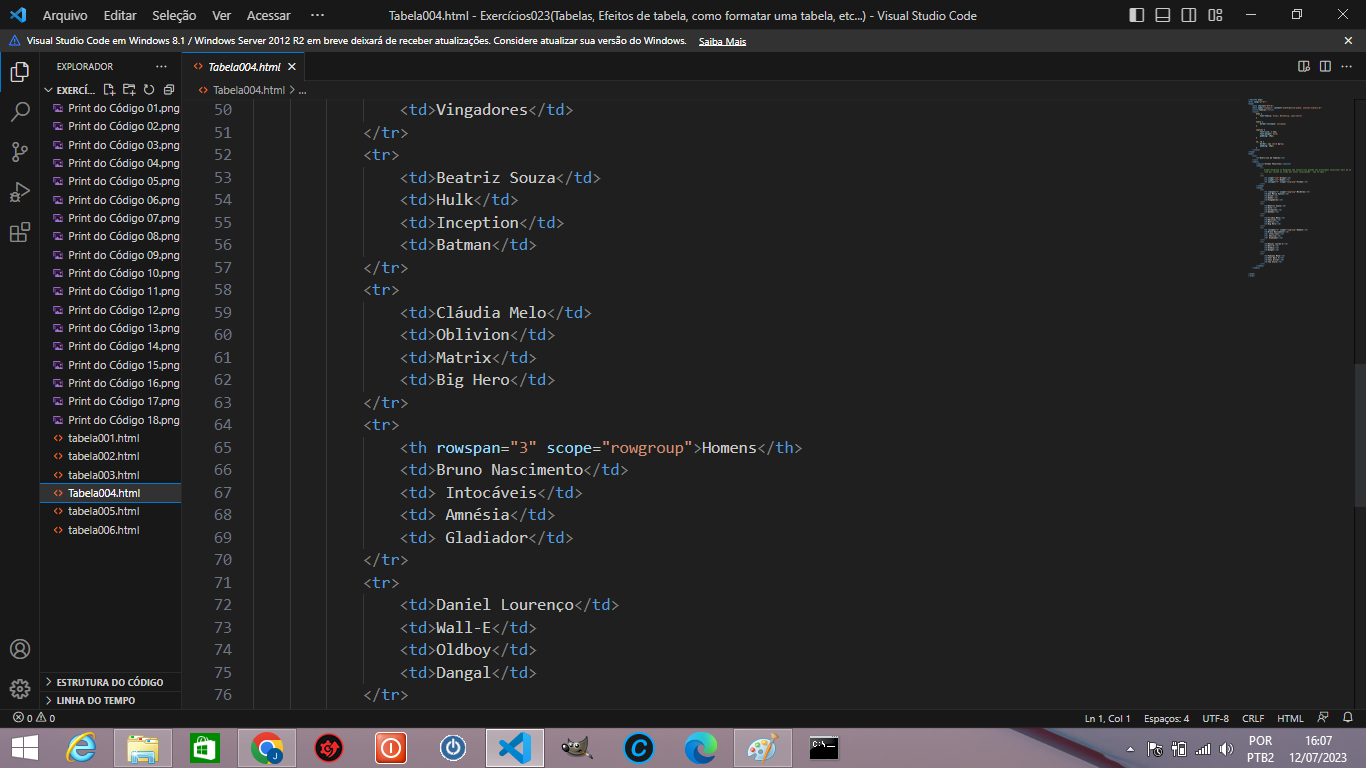 Arquivo Editar Seleção Ver Acessar ···
Tabela004.html - Exercícios023(Tabelas, Efeitos de tabela, como formatar uma tabela, etc...) - Visual Studio Code
Visual Studio Code em Windows 8.1 / Windows Server 2012 R2 em breve deixará de receber atualizações. Considere atualizar sua versão do Windows. Saiba Mais
EXPLORADOR ···
EXERCÍ...
Print do Código 01.png
Print do Código 02.png
Print do Código 03.png
Print do Código 04.png
Print do Código 05.png
Print do Código 06.png
Print do Código 07.png
Print do Código 08.png
Print do Código 09.png
Print do Código 10.png
Print do Código 11.png
Print do Código 12.png
Print do Código 13.png
Print do Código 14.png
Print do Código 15.png
Print do Código 16.png
Print do Código 17.png
Print do Código 18.png
tabela001.html
tabela002.html
tabela003.html
Tabela004.html
tabela005.html
tabela006.html
ESTRUTURA DO CÓDIGO
LINHA DO TEMPO
Tabela004.html
Tabela004.html > ...
50 <td>Vingadores</td>
51 </tr>
52 <tr>
53 <td>Beatriz Souza</td>
54 <td>Hulk</td>
55 <td>Inception</td>
56 <td>Batman</td>
57 </tr>
58 <tr>
59 <td>Cláudia Melo</td>
60 <td>Oblivion</td>
61 <td>Matrix</td>
62 <td>Big Hero</td>
63 </tr>
64 <tr>
65 <th rowspan="3" scope="rowgroup">Homens</th>
66 <td>Bruno Nascimento</td>
67 <td> Intocáveis</td>
68 <td> Amnésia</td>
69 <td> Gladiador</td>
70 </tr>
71 <tr>
72 <td>Daniel Lourenço</td>
73 <td>Wall-E</td>
74 <td>Oldboy</td>
75 <td>Dangal</td>
76 </tr>
0 0
Ln 1, Col 1 Espaços: 4 UTF-8 CRLF HTML
POR
PTB2
16:07
12/07/2023